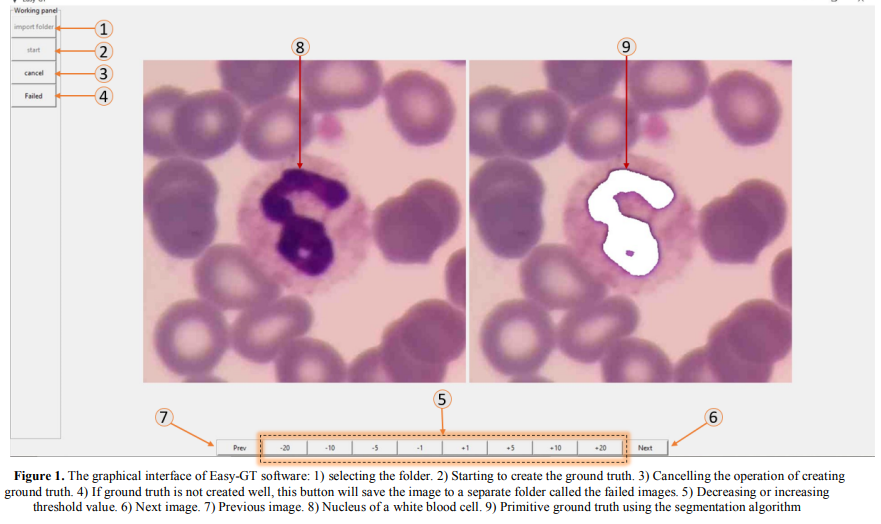 Working panel
import folder
1
start
2
cancel
3
Failed
4
8
9
5
7
6
Prev
-20
-10
-5
-1
+1
+5
+10
+20
Next
Figure 1. The graphical interface of Easy-GT software: 1) selecting the folder. 2) Starting to create the ground truth. 3) Cancelling the operation of creating
ground truth. 4) If ground truth is not created well, this button will save the image to a separate folder called the failed images. 5) Decreasing or increasing
threshold value. 6) Next image. 7) Previous image. 8) Nucleus of a white blood cell. 9) Primitive ground truth using the segmentation algorithm